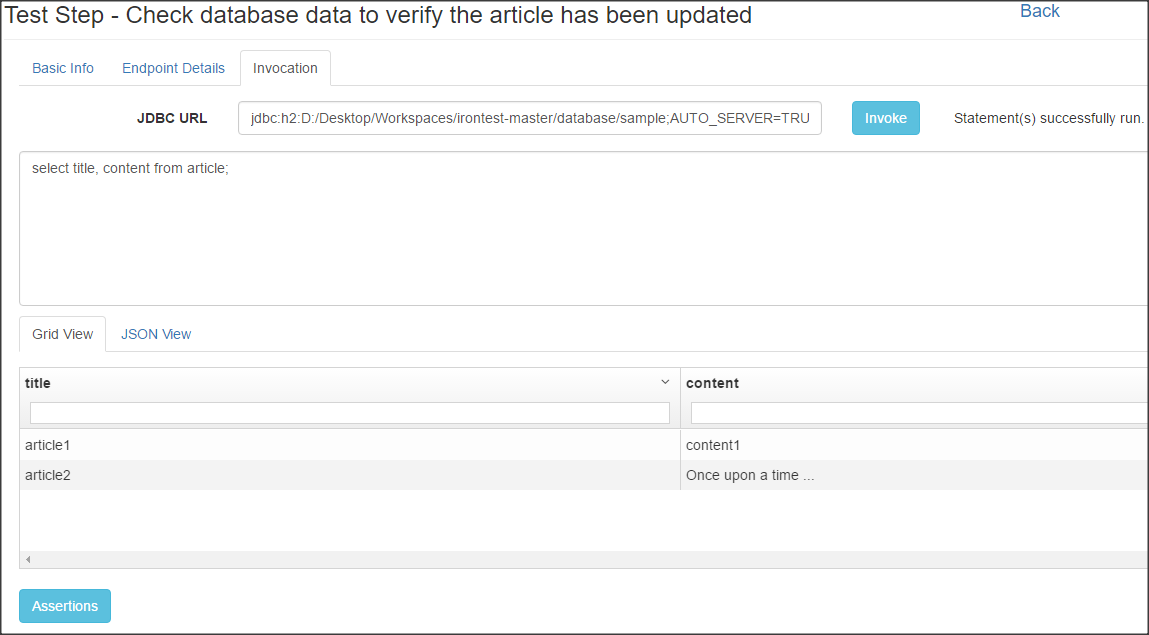 Test Step - Check database data to verify the article has been updated
Back
Basic Info
Endpoint Details
Invocation
JDBC URL
jdbc:h2:D:/Desktop/Workspaces/irontest-master/database/sample;AUTO_SERVER=TRU
Invoke
Statement(s) successfully run.
select title, content from article;
Grid View
JSON View
title
content
article1
content1
article2
Once upon a time ...
Assertions